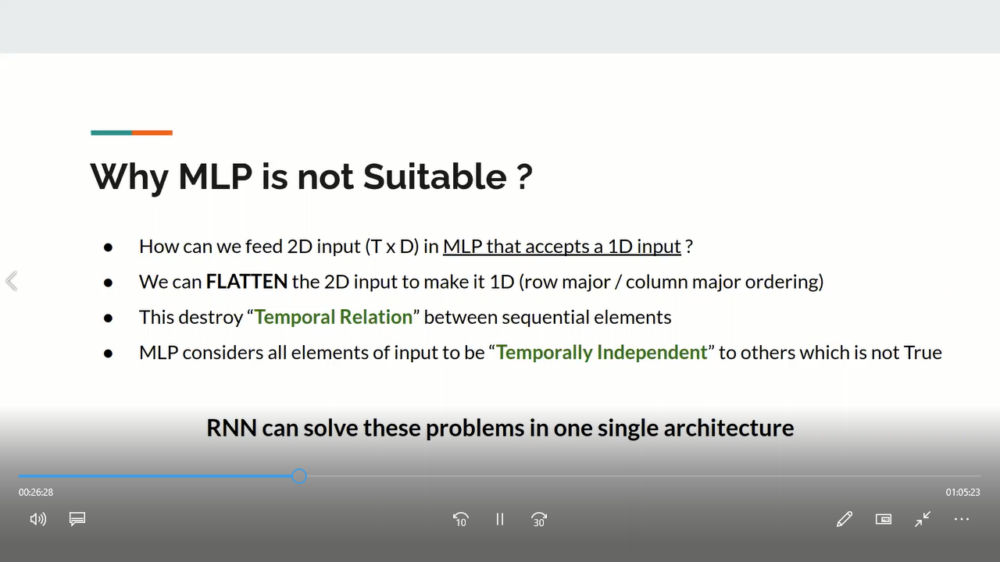 Why MLP is not Suitable ?
● How can we feed 2D input (T x D) in MLP that accepts a 1D input ?
● We can FLATTEN the 2D input to make it 1D (row major / column major ordering)
● This destroy “Temporal Relation” between sequential elements
● MLP considers all elements of input to be “Temporally Independent” to others which is not True
RNN can solve these problems in one single architecture
00:26:28
01:05:23
10
30